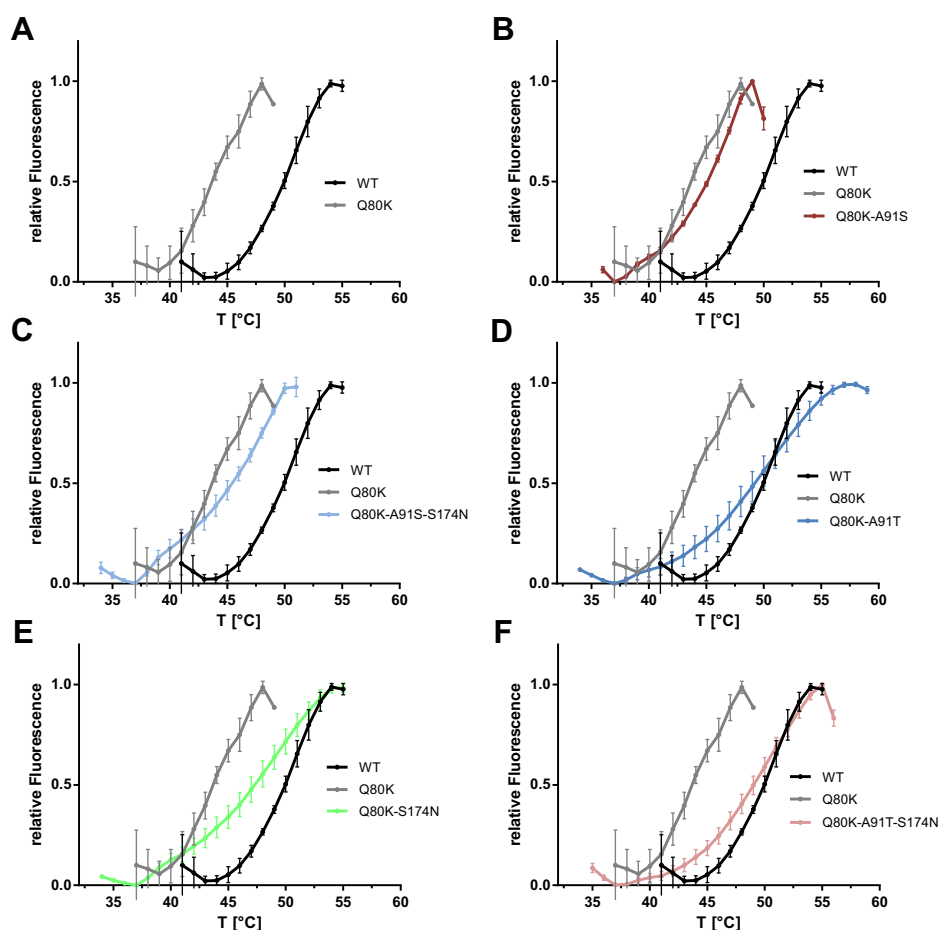 A
relative Fluorescence
1.0
0.5
0.0
35 40 45 50 55 60
T [°C]
WT
Q80K
B
relative Fluorescence
1.0
0.5
0.0
35 40 45 50 55 60
T [°C]
WT
Q80K
Q80K-A91S
C
relative Fluorescence
1.0
0.5
0.0
35 40 45 50 55 60
T [°C]
WT
Q80K
Q80K-A91S-S174N
D
relative Fluorescence
1.0
0.5
0.0
35 40 45 50 55 60
T [°C]
WT
Q80K
Q80K-A91T
E
relative Fluorescence
1.0
0.5
0.0
35 40 45 50 55 60
T [°C]
WT
Q80K
Q80K-S174N
F
relative Fluorescence
1.0
0.5
0.0
35 40 45 50 55 60
T [°C]
WT
Q80K
Q80K-A91T-S174N